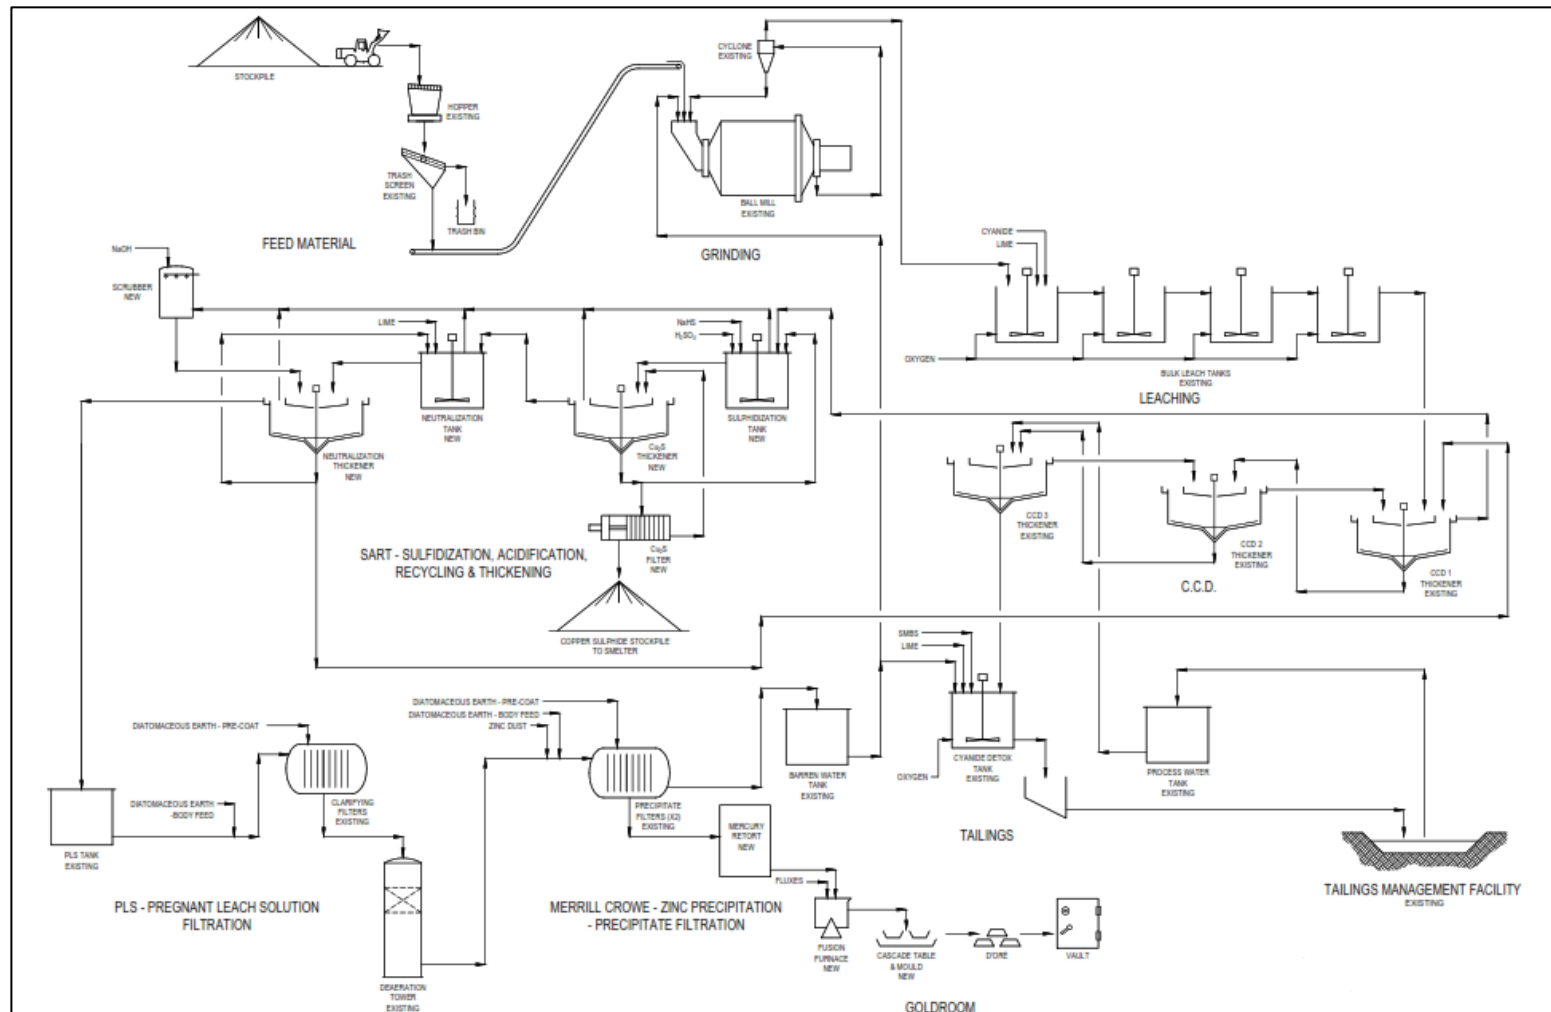 STOCKPILE
HOPPER
EXISTING
TRASH
SCREEN
EXISTING
TRASH BIN
FEED MATERIAL
CYCLONE
EXISTING
BALL MILL
EXISTING
GRINDING
CYANIDE
LIME
OXYGEN
BULK LEACH TANKS
EXISTING
LEACHING
NaOH
SCRUBBER
NEW
LIME
NEUTRALIZATION
TANK
NEW
NaHS
H₂SO₄
SULPHIDIZATION
TANK
NEW
NEUTRALIZATION
THICKENER
NEW
Cu₂S
THICKENER
NEW
Cu₂S
FILTER
NEW
SART - SULFIDIZATION, ACIDIFICATION,
RECYCLING & THICKENING
COPPER SULPHIDE STOCKPILE
TO SMELTER
CCD 3
THICKENER
EXISTING
CCD 2
THICKENER
EXISTING
CCD 1
THICKENER
EXISTING
C.C.D.
SMBS
LIME
OXYGEN
CYANIDE DETOX
TANK
EXISTING
TAILINGS
PROCESS WATER
TANK
EXISTING
TAILINGS MANAGEMENT FACILITY
EXISTING
DIATOMACEOUS EARTH - PRE-COAT
DIATOMACEOUS EARTH
-BODY FEED
PLS TANK
EXISTING
CLARIFYING
FILTERS
EXISTING
DEAERATION
TOWER
EXISTING
PLS - PREGNANT LEACH SOLUTION
FILTRATION
DIATOMACEOUS EARTH - PRE-COAT
DIATOMACEOUS EARTH - BODY FEED
ZINC DUST
PRECIPITATE
FILTERS (X2)
EXISTING
BARREN WATER
TANK
EXISTING
MERCURY
RETORT
NEW
MERRILL CROWE - ZINC PRECIPITATION
- PRECIPITATE FILTRATION
FLUXES
FUSION
FURNACE
NEW
CASCADE TABLE
& MOULD
NEW
D'ORE
VAULT
GOLDROOM